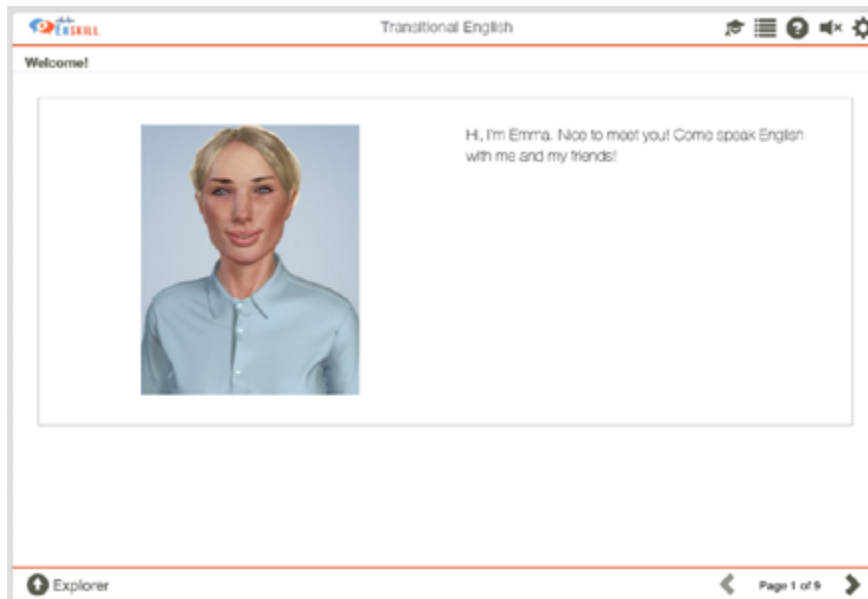 ENSKILL
Transitional English
Welcome!
Hi, I'm Emma. Nice to meet you! Come speak English
with me and my friends!
Explorer
Page 1 of 9